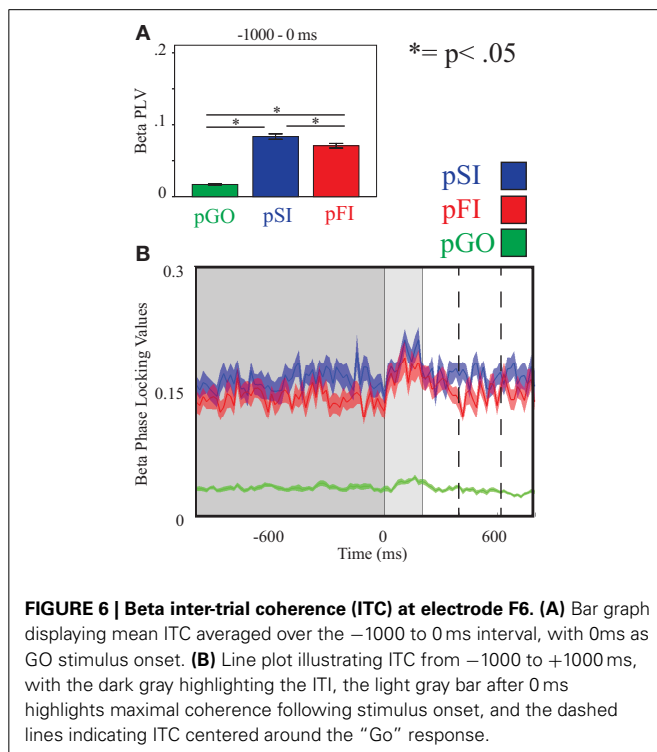 A
-1000 - 0 ms
*= p< .05
.2
.1
0
Beta PLV
*
* *
pGO pSI pFI
pSI
pFI
pGO
B
0.3
0.15
0
Beta Phase Locking Values
-600 0 600
Time (ms)
FIGURE 6 | Beta inter-trial coherence (ITC) at electrode F6. (A) Bar graph
displaying mean ITC averaged over the −1000 to 0 ms interval, with 0ms as
GO stimulus onset. (B) Line plot illustrating ITC from −1000 to +1000 ms,
with the dark gray highlighting the ITI, the light gray bar after 0 ms
highlights maximal coherence following stimulus onset, and the dashed
lines indicating ITC centered around the “Go” response.